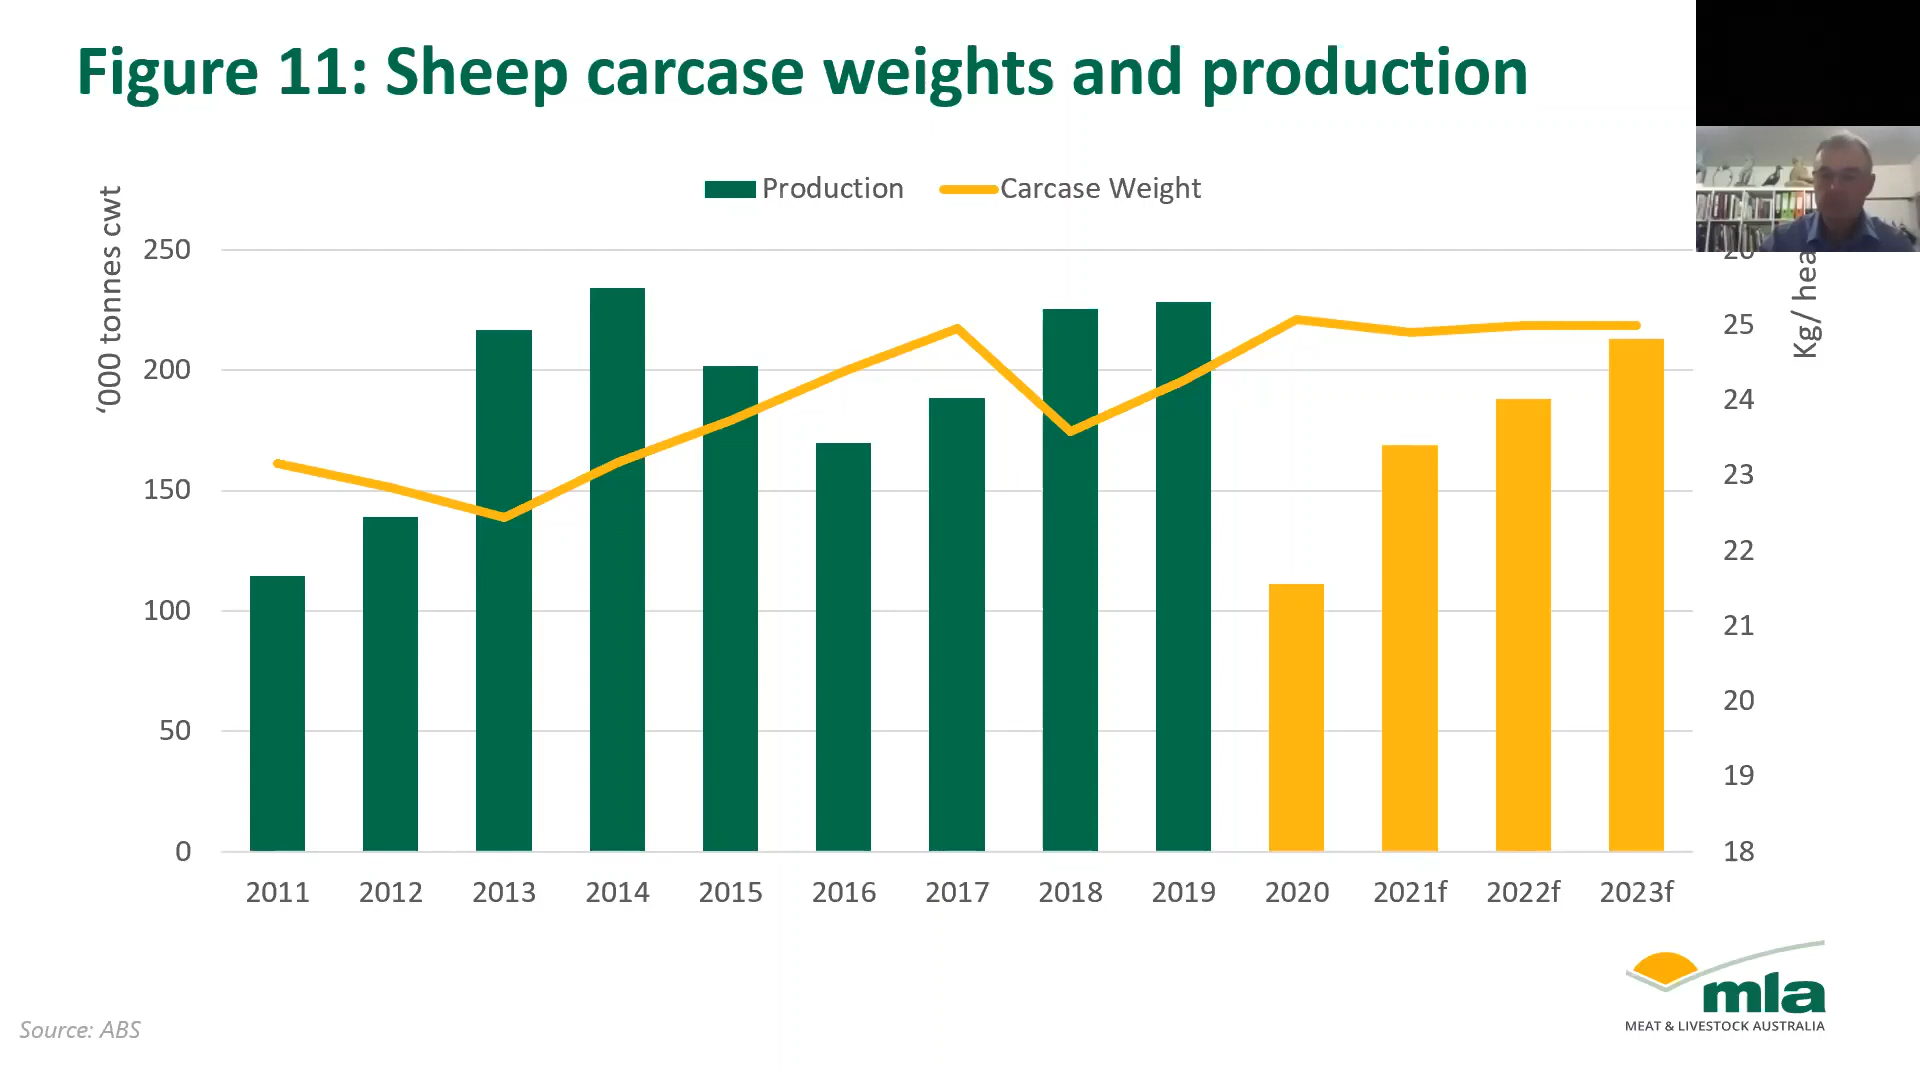 Figure 11: Sheep carcase weights and production
Production
Carcase Weight
‘000 tonnes cwt
250
200
150
100
50
0
25
24
23
22
21
20
19
18
2011 2012 2013 2014 2015 2016 2017 2018 2019 2020 2021f 2022f 2023f
Kg/
mla
MEAT & LIVESTOCK AUSTRALIA
Source: ABS